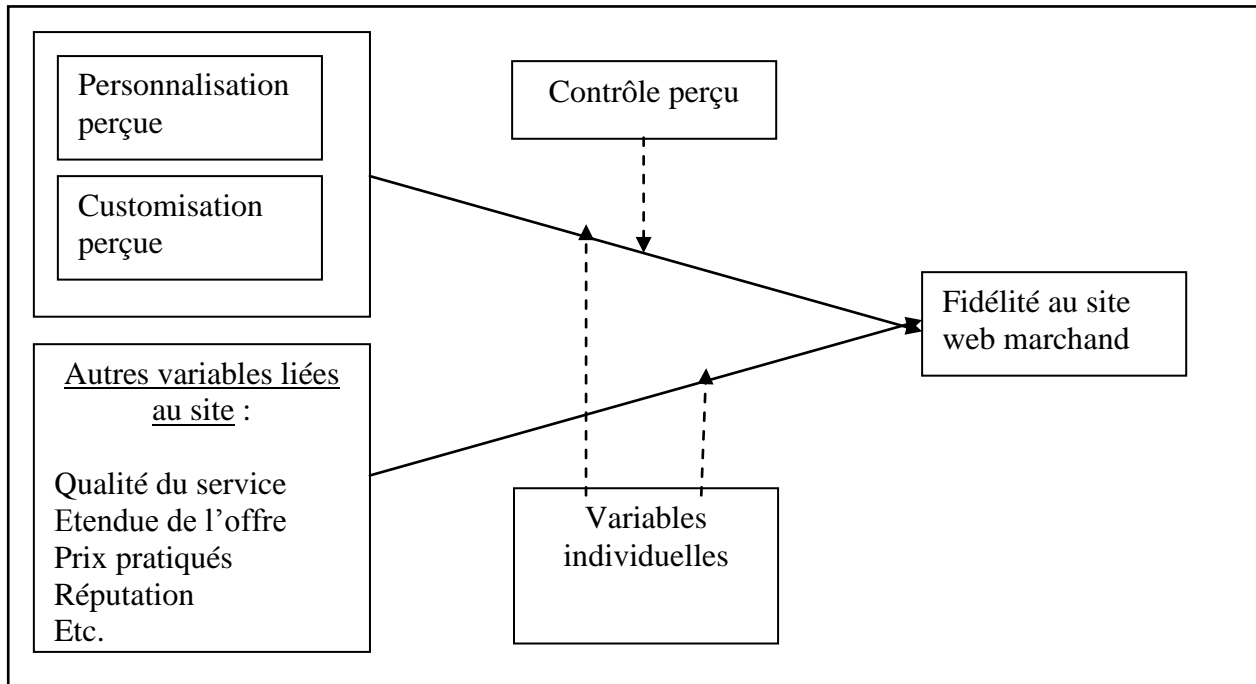 Personnalisation
perçue
Customisation
perçue
Contrôle perçu
Fidélité au site
web marchand
Autres variables liées
au site :
Qualité du service
Etendue de l’offre
Prix pratiqués
Réputation
Etc.
Variables
individuelles